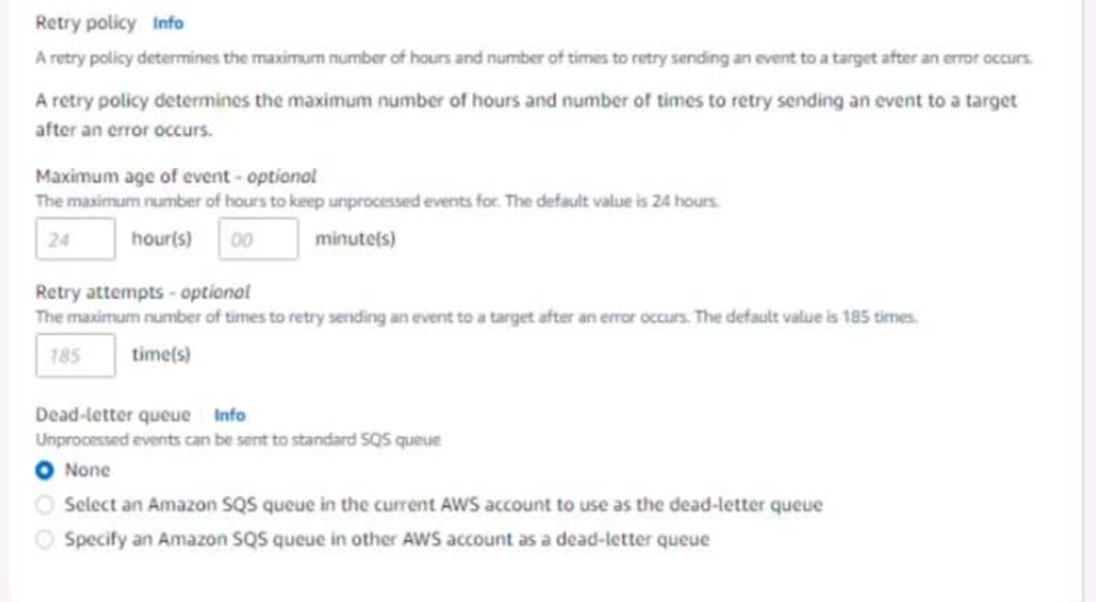 Retry policy Info
A retry policy determines the maximum number of hours and number of times to retry sending an event to a target after an error occurs.
A retry policy determines the maximum number of hours and number of times to retry sending an event to a target
after an error occurs.
Maximum age of event - optional
The maximum number of hours to keep unprocessed events for. The default value is 24 hours.
24 hour(s) 00 minute(s)
Retry attempts - optional
The maximum number of times to retry sending an event to a target after an error occurs. The default value is 185 times.
185 time(s)
Dead-letter queue Info
Unprocessed events can be sent to standard SQS queue
None
Select an Amazon SQS queue in the current AWS account to use as the dead-letter queue
Specify an Amazon SQS queue in other AWS account as a dead-letter queue